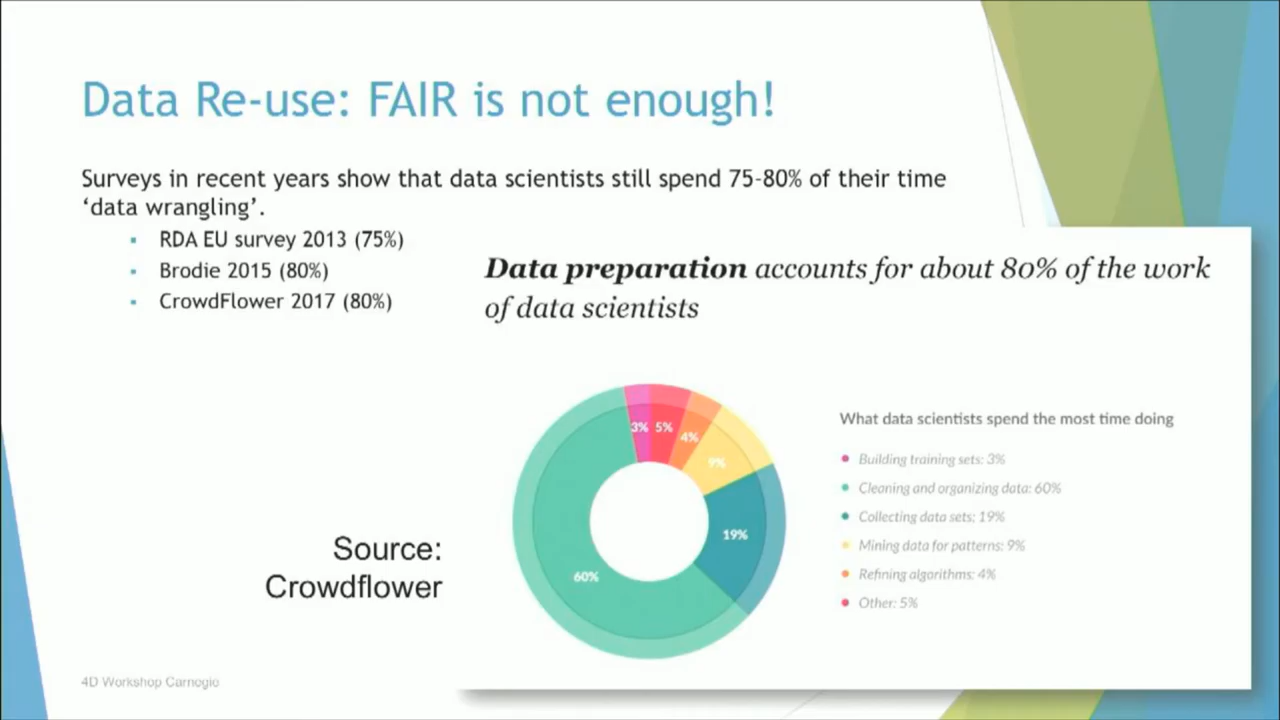 Data Re-use: FAIR is not enough!
Surveys in recent years show that data scientists still spend 75-80% of their time
‘data wrangling’.
RDA EU survey 2013 (75%)
Brodie 2015 (80%)
CrowdFlower 2017 (80%)
Data preparation accounts for about 80% of the work
of data scientists
3%
5%
4%
9%
19%
60%
What data scientists spend the most time doing
Building training sets: 3%
Cleaning and organizing data: 60%
Collecting data sets; 19%
Mining data for patterns: 9%
Refining algorithms: 4%
Other: 5%
Source:
Crowdflower
4D Workshop Carnegie